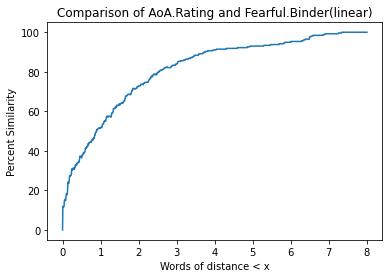 Comparison of AoA.Rating and Fearful.Binder(linear)
Percent Similarity
100
80
60
40
20
0
0 1 2 3 4 5 6 7 8
Words of distance < x